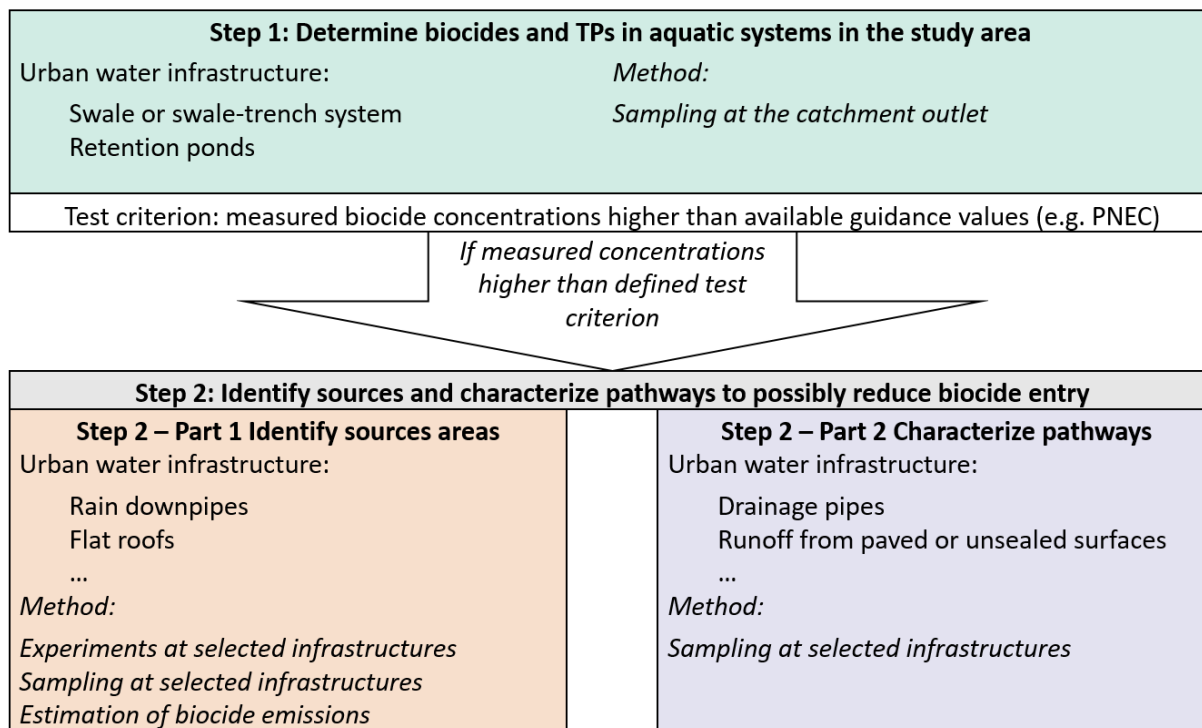 Step 1: Determine biocides and TPs in aquatic systems in the study area
Urban water infrastructure:
Swale or swale-trench system
Retention ponds
Method:
Sampling at the catchment outlet
Test criterion: measured biocide concentrations higher than available guidance values (e.g. PNEC)
If measured concentrations
higher than defined test
criterion
Step 2: Identify sources and characterize pathways to possibly reduce biocide entry
Step 2 – Part 1 Identify sources areas
Urban water infrastructure:
Rain downpipes
Flat roofs
...
Method:
Experiments at selected infrastructures
Sampling at selected infrastructures
Estimation of biocide emissions
Step 2 – Part 2 Characterize pathways
Urban water infrastructure:
Drainage pipes
Runoff from paved or unsealed surfaces
...
Method:
Sampling at selected infrastructures